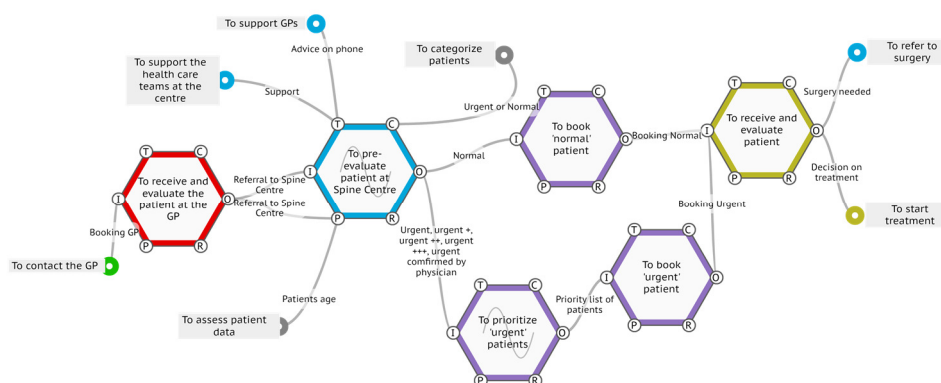 To support GPs
Advice on phone
To categorize
patients
To refer to
surgery
To support the
health care
teams at the
centre
Support
Urgent or Normal
Surgery needed
T
C
I
O
P
R
To receive and
evaluate the
patient at the
GP
Referral to Spine
Centre
Referral to Spine
Centre
T
C
I
O
P
R
To pre-
evaluate
patient at
Spine Centre
Normal
T
C
I
O
P
R
To book
'normal'
patient
Booking Normal
T
C
I
O
P
R
To receive and
evaluate
patient
Decision on
treatment
To start
treatment
Booking GP
To contact the GP
Patients age
To assess patient
data
Urgent, urgent +,
urgent ++, urgent
+++, urgent
comfirmed by
physician
T
C
I
O
P
R
To prioritize
'urgent'
patients
Priority list of
patients
T
C
I
O
P
R
To book
'urgent'
patient
Booking Urgent